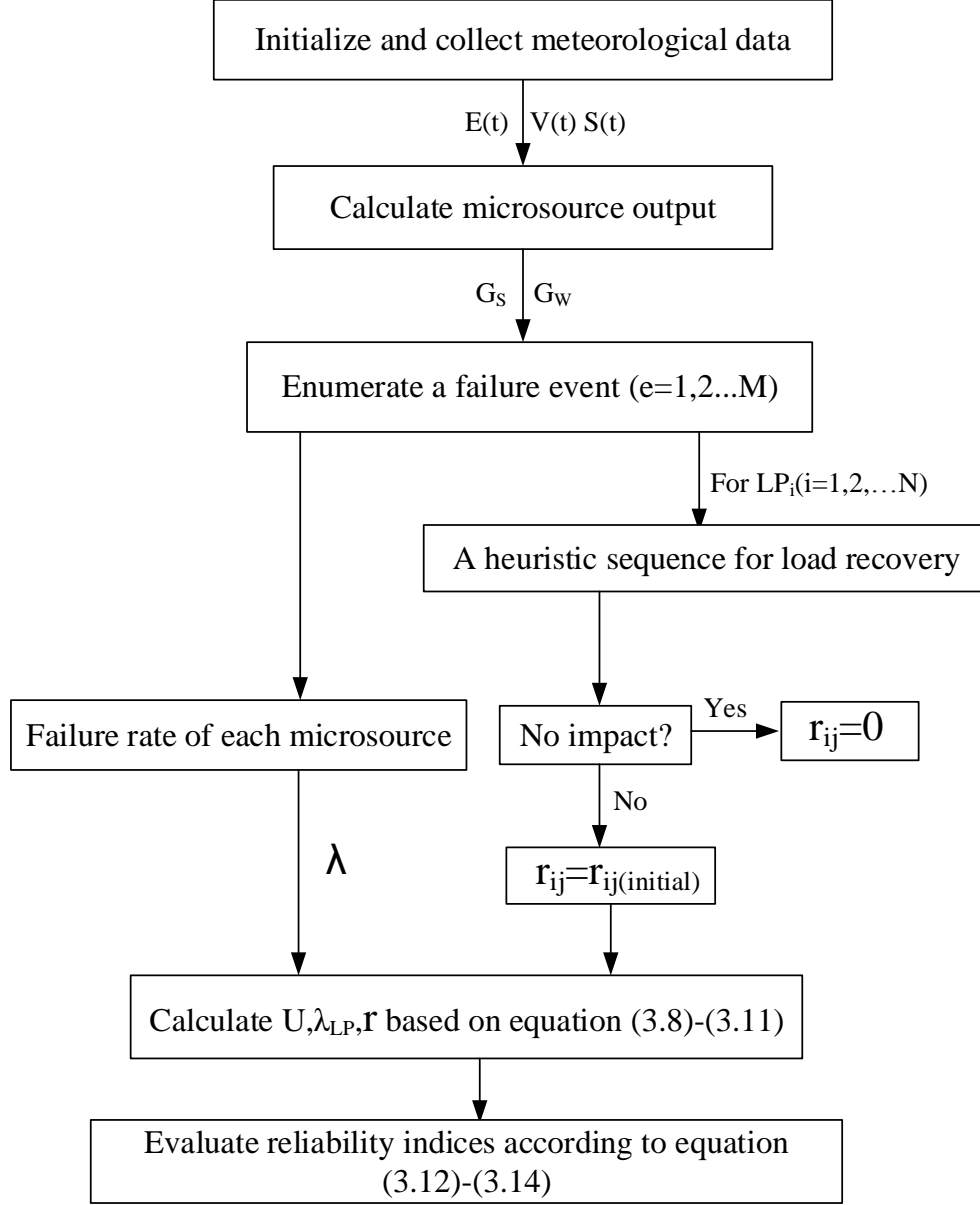 Initialize and collect meteorological data
E(t) V(t) S(t)
Calculate microsource output
G_S G_W
Enumerate a failure event (e=1,2...M)
For LP_i(i=1,2,…N)
A heuristic sequence for load recovery
Failure rate of each microsource
No impact?
Yes
r_ij=0
No
λ
r_ij=r_ij(initial)
Calculate U,λ_LP,r based on equation (3.8)-(3.11)
Evaluate reliability indices according to equation
(3.12)-(3.14)